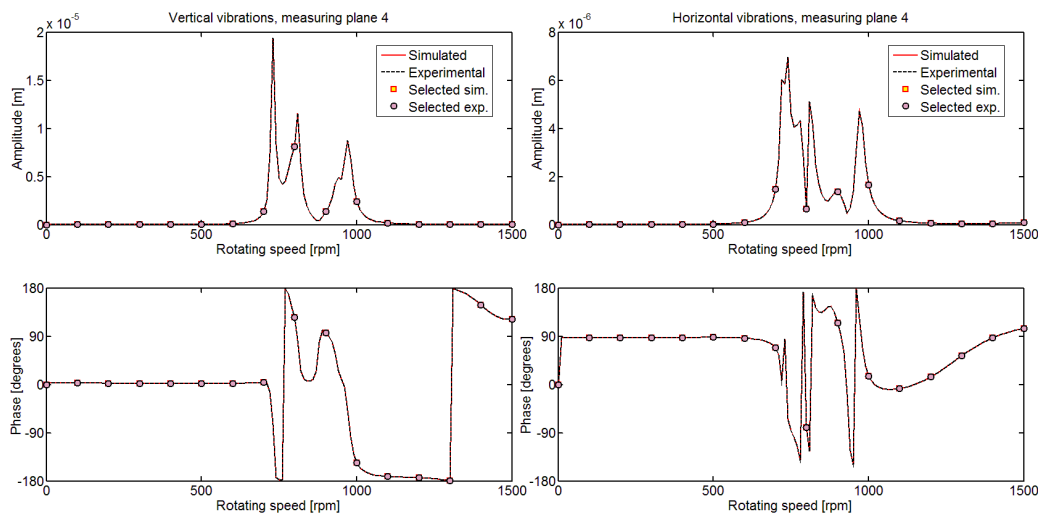 Vertical vibrations, measuring plane 4
x 10^-5
2
1.5
1
0.5
0
Amplitude [m]
Simulated
Experimental
Selected sim.
Selected exp.
0 500 1000 1500
Rotating speed [rpm]
Horizontal vibrations, measuring plane 4
x 10^-6
8
6
4
2
0
Amplitude [m]
Simulated
Experimental
Selected sim.
Selected exp.
0 500 1000 1500
Rotating speed [rpm]
180
90
0
-90
-180
Phase [degrees]
0 500 1000 1500
Rotating speed [rpm]
180
90
0
-90
-180
Phase [degrees]
0 500 1000 1500
Rotating speed [rpm]